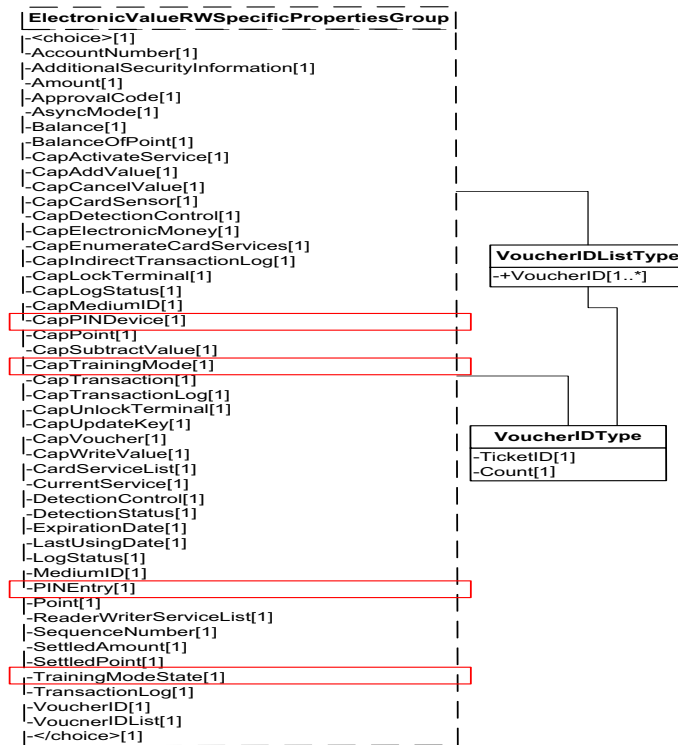 ElectronicValueRWSpecificPropertiesGroup
-<choice>[1]
-AccountNumber[1]
-AdditionalSecurityInformation[1]
-Amount[1]
-ApprovalCode[1]
-AsyncMode[1]
-Balance[1]
-BalanceOfPoint[1]
-CapActivateService[1]
-CapAddValue[1]
-CapCancelValue[1]
-CapCardSensor[1]
-CapDetectionControl[1]
-CapElectronicMoney[1]
-CapEnumerateCardServices[1]
-CapIndirectTransactionLog[1]
-CapLockTerminal[1]
-CapLogStatus[1]
-CapMediumID[1]
-CapPINDevice[1]
-CapPoint[1]
-CapSubtractValue[1]
-CapTrainingMode[1]
-CapTransaction[1]
-CapTransactionLog[1]
-CapUnlockTerminal[1]
-CapUpdateKey[1]
-CapVoucher[1]
-CapWriteValue[1]
-CardServiceList[1]
-CurrentService[1]
-DetectionControl[1]
-DetectionStatus[1]
-ExpirationDate[1]
-LastUsingDate[1]
-LogStatus[1]
-MediumID[1]
-PINEntry[1]
-Point[1]
-ReaderWriterServiceList[1]
-SequenceNumber[1]
-SettledAmount[1]
-SettledPoint[1]
-TrainingModeState[1]
-TransactionLog[1]
-VoucherID[1]
-VoucnerIDList[1]
-</choice>[1]
VoucherIDListType
-+VoucherID[1..*]
VoucherIDType
-TicketID[1]
-Count[1]